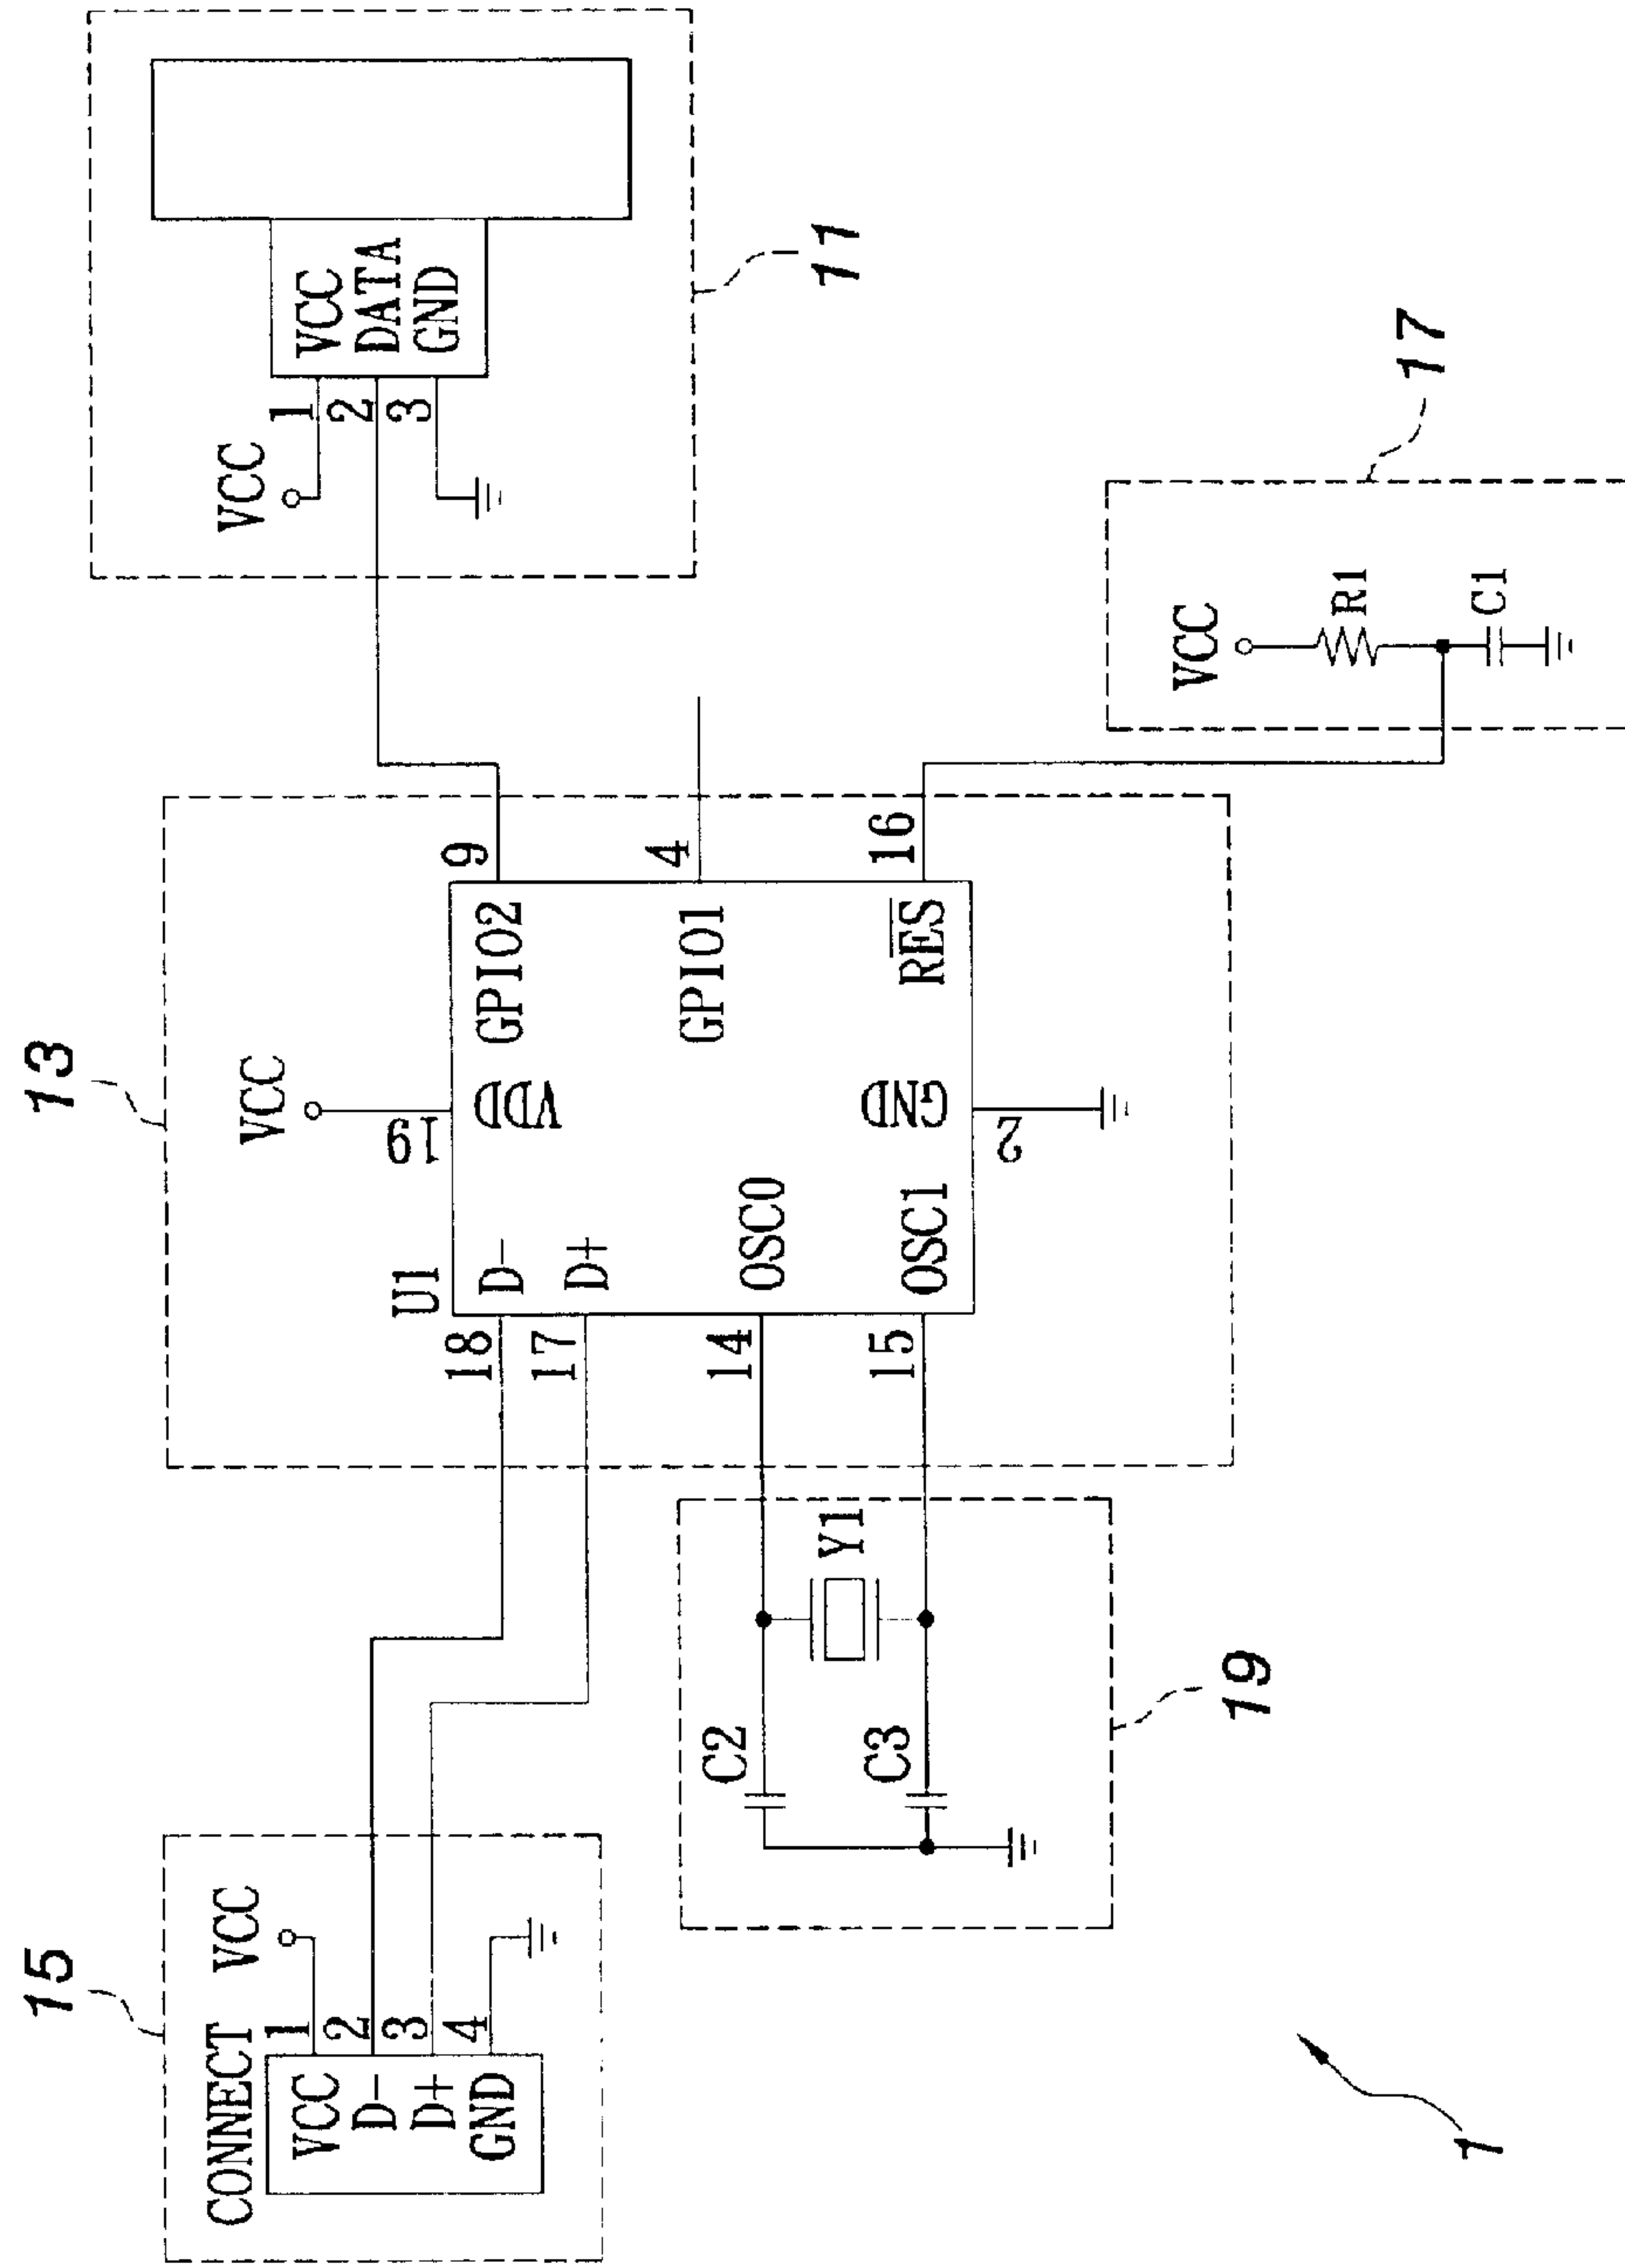 15
CONNECT
VCC
VCC
D-
D+
GND
1
2
3
4
13
VCC
19
U1
18
17
14
15
D-
D+
OSC0
OSC1
VDD
GND
2
GPIO2
GPIO1
RES
9
4
16
C2
C3
Y1
19
VCC
1
2
3
VCC
DATA
GND
11
VCC
R1
C1
17
1